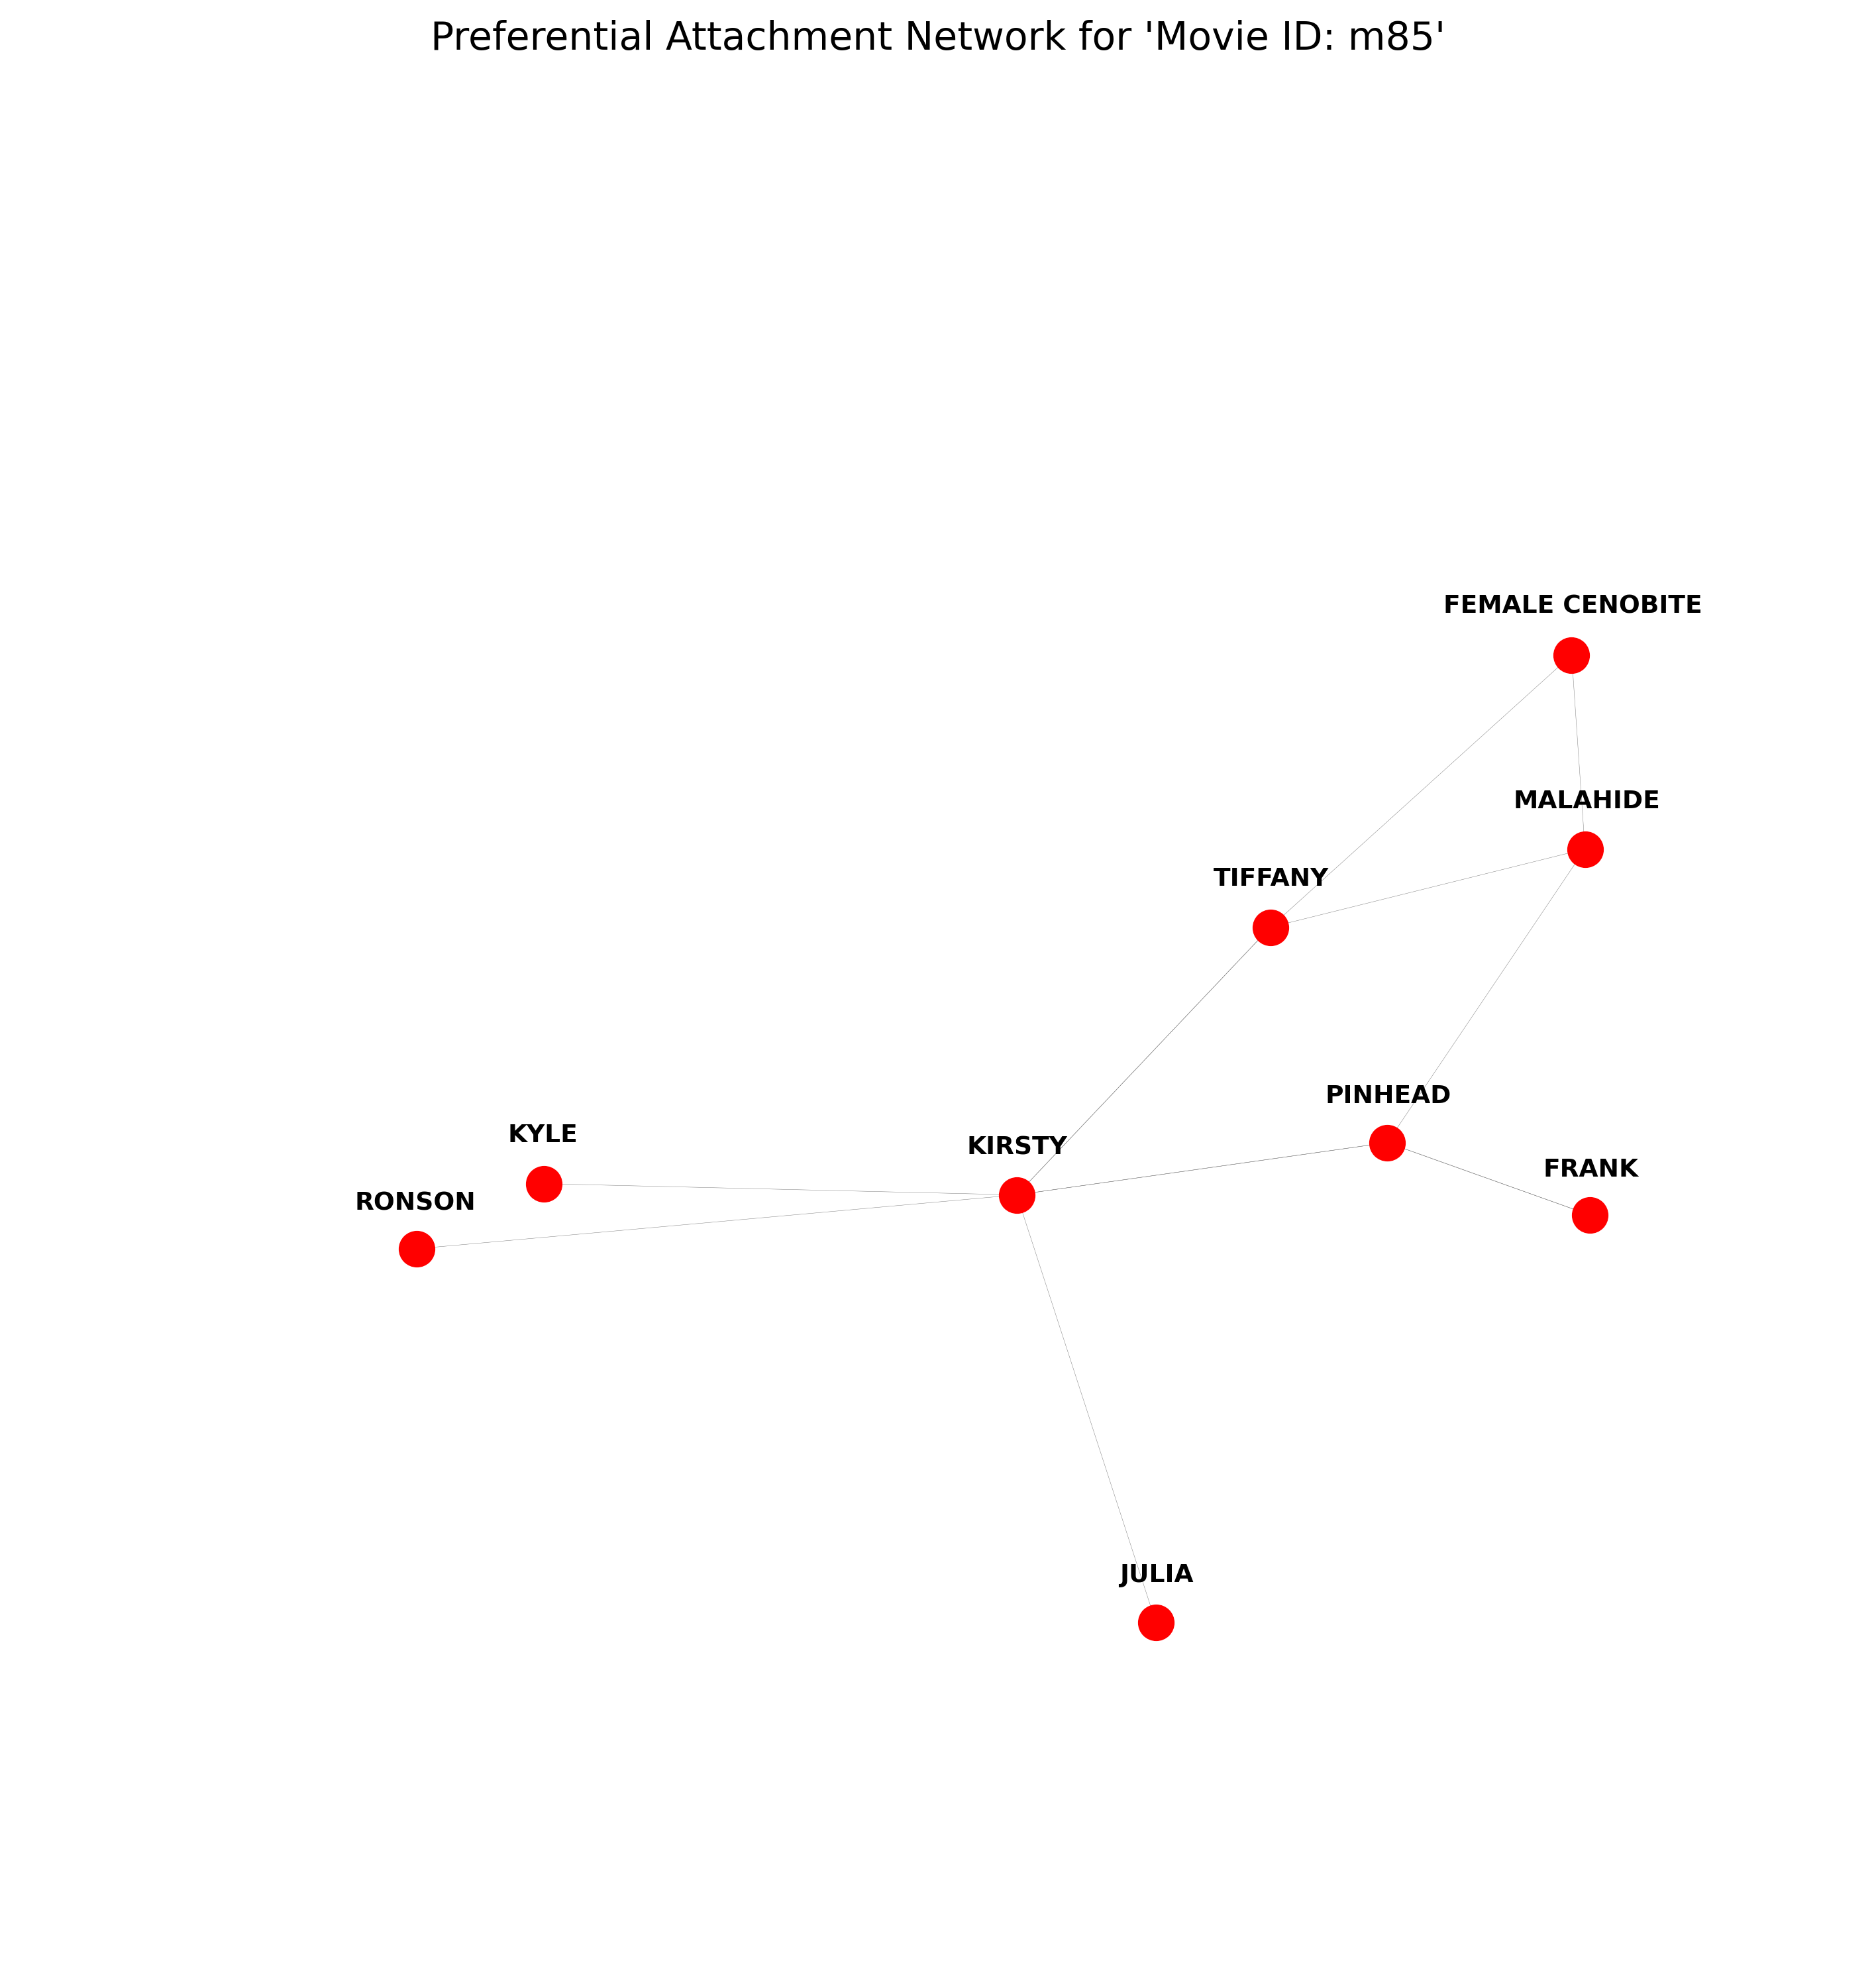 Preferential Attachment Network for 'Movie ID: m85'
FEMALE CENOBITE
MALAHIDE
TIFFANY
PINHEAD
KYLE
KIRSTY
FRANK
RONSON
JULIA